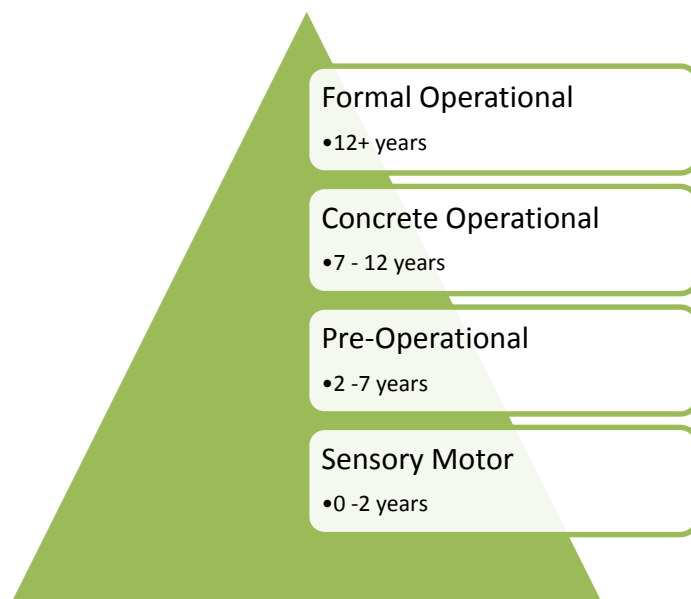 Formal Operational
•12+ years
Concrete Operational
•7 - 12 years
Pre-Operational
•2 -7 years
Sensory Motor
•0 -2 years